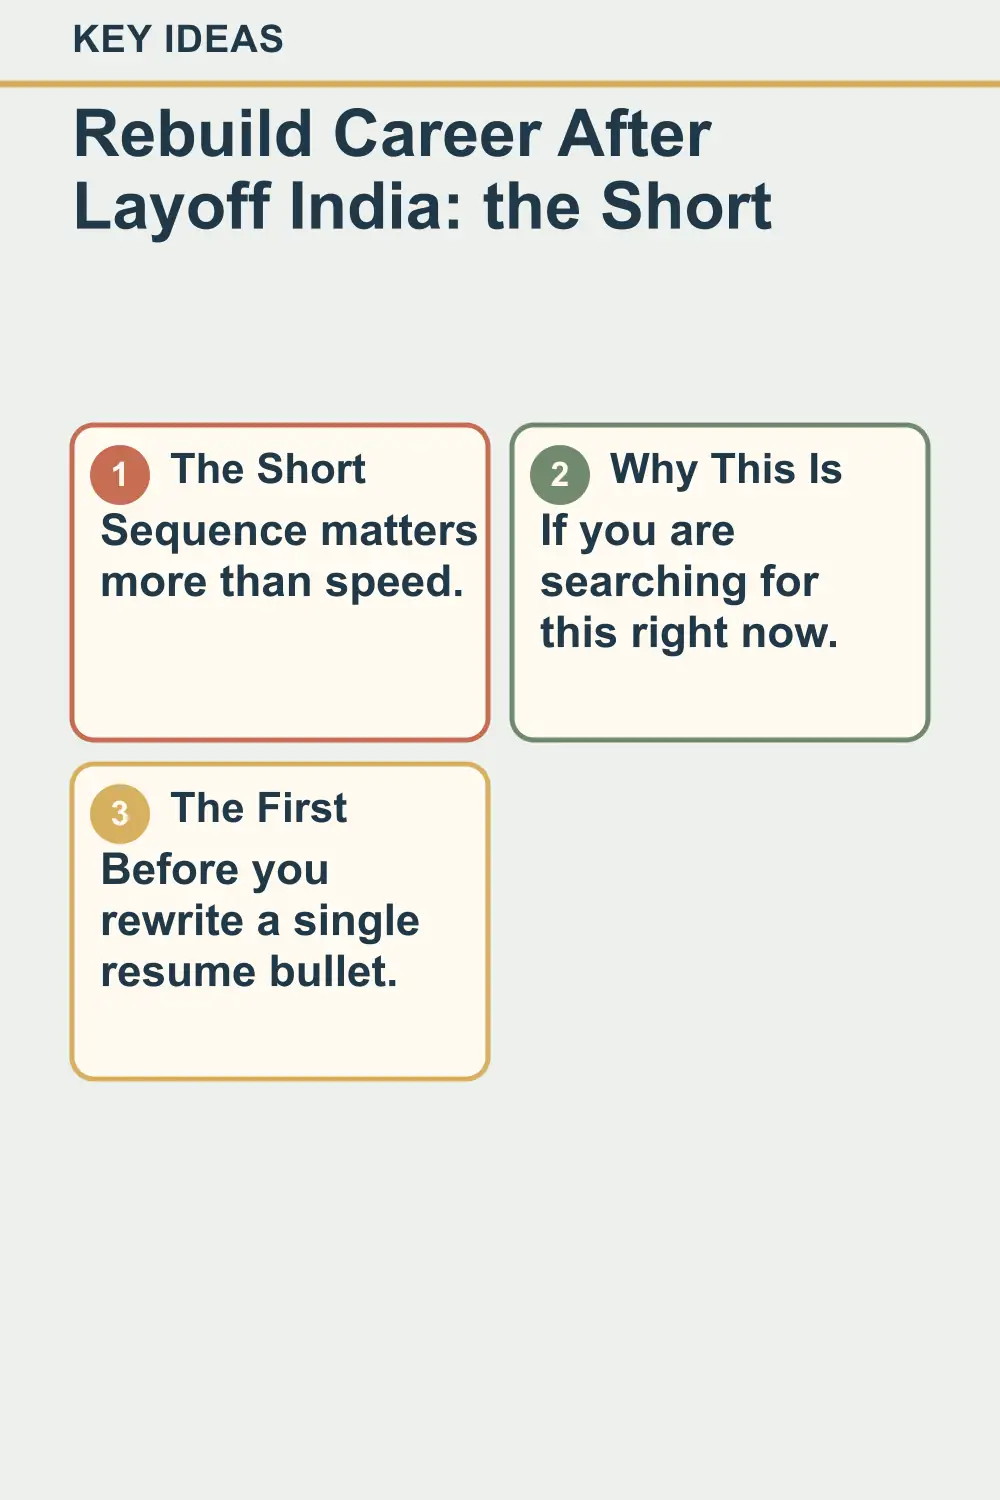 KEY IDEAS
Rebuild Career After
Layoff India: the Short
1 The Short
Sequence matters
more than speed.
2 Why This Is
If you are
searching for
this right now.
3 The First
Before you
rewrite a single
resume bullet.